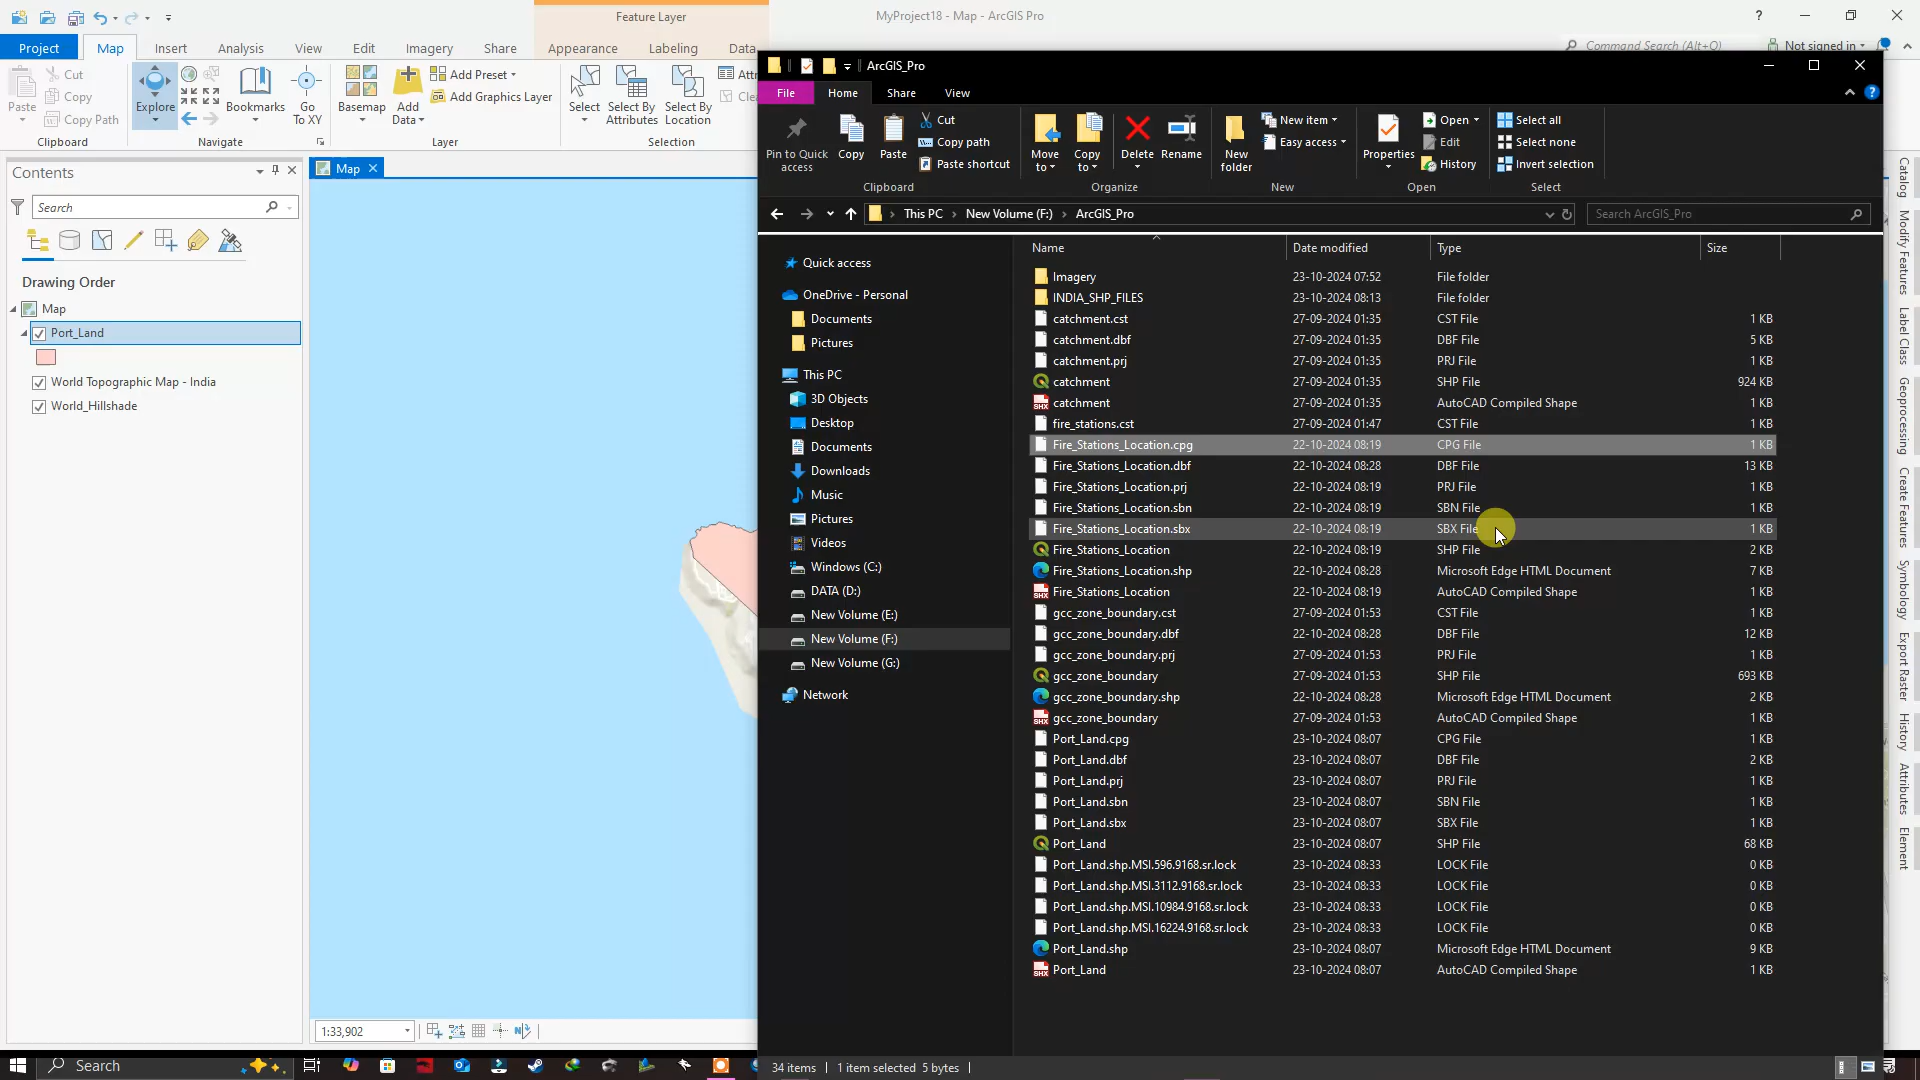 Feature Layer
MyProject18 - Map - ArcGIS Pro
Project Map Insert Analysis View Edit Imagery Share Appearance Labeling Data
Command Search (Alt+Q) Not signed in
Paste
Cut
Copy
Copy Path
Clipboard
Explore
Bookmarks
Go To XY
Navigate
Basemap
Add Data
Add Preset
Add Graphics Layer
Layer
Select
Select By Attributes
Select By Location
Selection
Contents
Search
Drawing Order
Map
Port_Land
World Topographic Map - India
World_Hillshade
Map
1:33,902
ArcGIS_Pro
File Home Share View
Pin to Quick access
Copy
Paste
Cut
Copy path
Paste shortcut
Clipboard
Move to
Copy to
Delete
Rename
Organize
New folder
New item
Easy access
New
Properties
Open
Edit
History
Open
Select all
Select none
Invert selection
Select
This PC New Volume (F:) ArcGIS_Pro
Search ArcGIS_Pro
Quick access
OneDrive - Personal
Documents
Pictures
This PC
3D Objects
Desktop
Documents
Downloads
Music
Pictures
Videos
Windows (C:)
DATA (D:)
New Volume (E:)
New Volume (F:)
New Volume (G:)
Network
Name Date modified Type Size
Imagery 23-10-2024 07:52 File folder
INDIA_SHP_FILES 23-10-2024 08:13 File folder
catchment.cst 27-09-2024 01:35 CST File 1 KB
catchment.dbf 27-09-2024 01:35 DBF File 5 KB
catchment.prj 27-09-2024 01:35 PRJ File 1 KB
catchment 27-09-2024 01:35 SHP File 924 KB
catchment 27-09-2024 01:35 AutoCAD Compiled Shape 1 KB
fire_stations.cst 27-09-2024 01:47 CST File 1 KB
Fire_Stations_Location.cpg 22-10-2024 08:19 CPG File 1 KB
Fire_Stations_Location.dbf 22-10-2024 08:28 DBF File 13 KB
Fire_Stations_Location.prj 22-10-2024 08:19 PRJ File 1 KB
Fire_Stations_Location.sbn 22-10-2024 08:19 SBN File 1 KB
Fire_Stations_Location.sbx 22-10-2024 08:19 SBX File 1 KB
Fire_Stations_Location 22-10-2024 08:19 SHP File 2 KB
Fire_Stations_Location.shp 22-10-2024 08:28 Microsoft Edge HTML Document 7 KB
Fire_Stations_Location 22-10-2024 08:19 AutoCAD Compiled Shape 1 KB
gcc_zone_boundary.cst 27-09-2024 01:53 CST File 1 KB
gcc_zone_boundary.dbf 22-10-2024 08:28 DBF File 12 KB
gcc_zone_boundary.prj 27-09-2024 01:53 PRJ File 1 KB
gcc_zone_boundary 27-09-2024 01:53 SHP File 693 KB
gcc_zone_boundary.shp 22-10-2024 08:28 Microsoft Edge HTML Document 2 KB
gcc_zone_boundary 27-09-2024 01:53 AutoCAD Compiled Shape 1 KB
Port_Land.cpg 23-10-2024 08:07 CPG File 1 KB
Port_Land.dbf 23-10-2024 08:07 DBF File 2 KB
Port_Land.prj 23-10-2024 08:07 PRJ File 1 KB
Port_Land.sbn 23-10-2024 08:07 SBN File 1 KB
Port_Land.sbx 23-10-2024 08:07 SBX File 1 KB
Port_Land 23-10-2024 08:07 SHP File 68 KB
Port_Land.shp.MSI.596.9168.sr.lock 23-10-2024 08:33 LOCK File 0 KB
Port_Land.shp.MSI.3112.9168.sr.lock 23-10-2024 08:33 LOCK File 0 KB
Port_Land.shp.MSI.10984.9168.sr.lock 23-10-2024 08:33 LOCK File 0 KB
Port_Land.shp.MSI.16224.9168.sr.lock 23-10-2024 08:33 LOCK File 0 KB
Port_Land.shp 23-10-2024 08:07 Microsoft Edge HTML Document 9 KB
Port_Land 23-10-2024 08:07 AutoCAD Compiled Shape 1 KB
34 items 1 item selected 5 bytes
Catalog
Modify Features
Label Class
Geoprocessing
Create Features
Symbology
Export Raster
History
Attributes
Element
Search